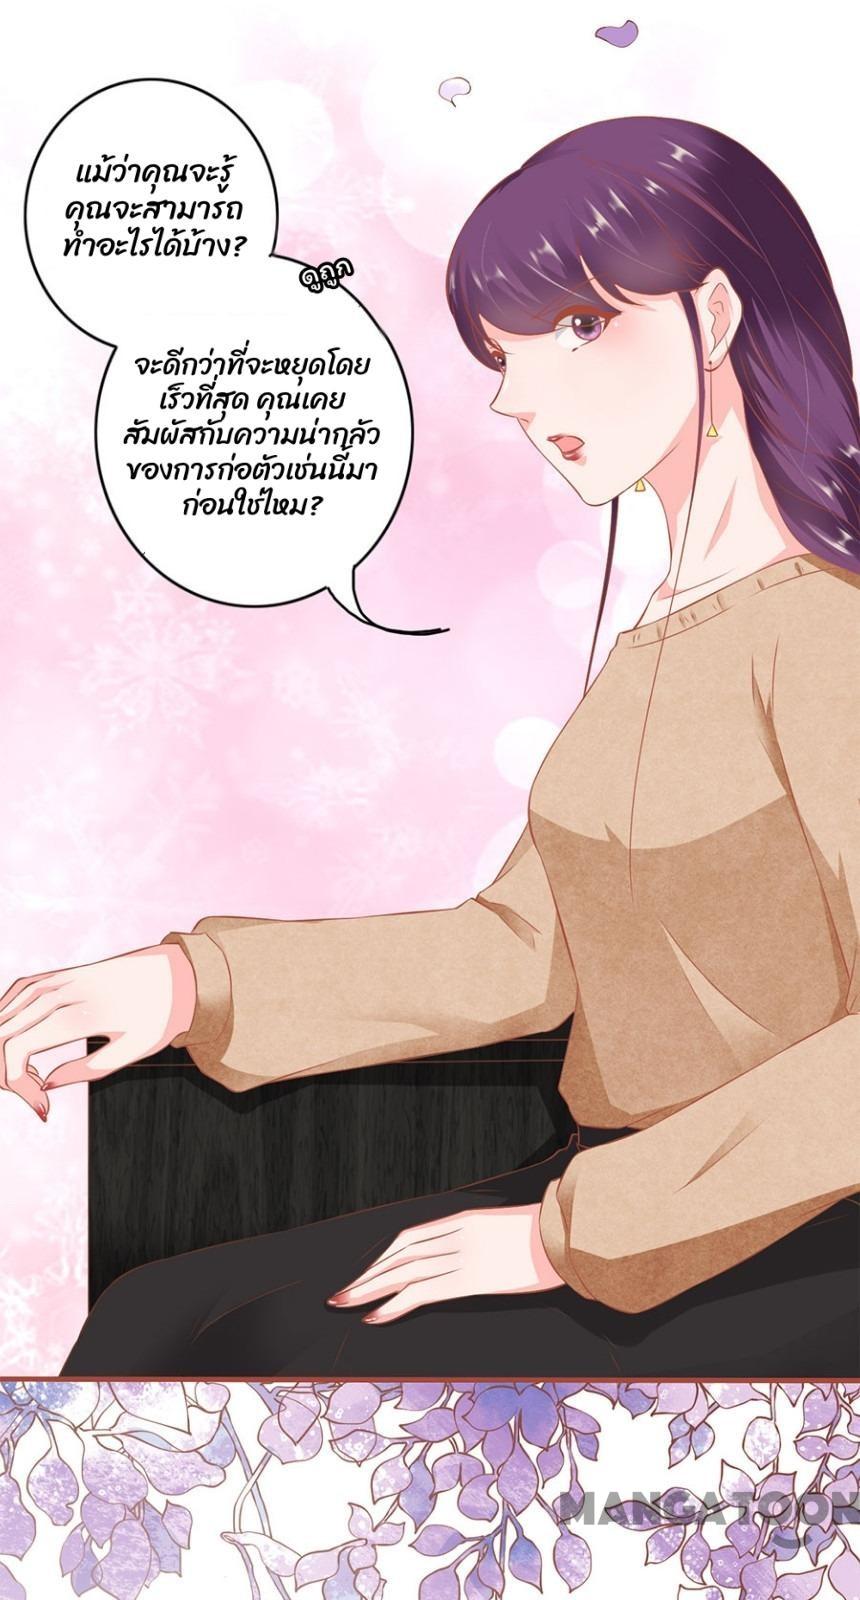 แม้ว่าคุณจะรู้
คุณจะสามารถ
ทำอะไรได้บ้าง?
ดูถูก
จะดีกว่าที่จะหยุดโดย
เร็วที่สุด คุณเคย
สัมผัสกับความน่ากลัว
ของการก่อตัวเช่นนี้มา
ก่อนใช่ไหม?
MANGATOON